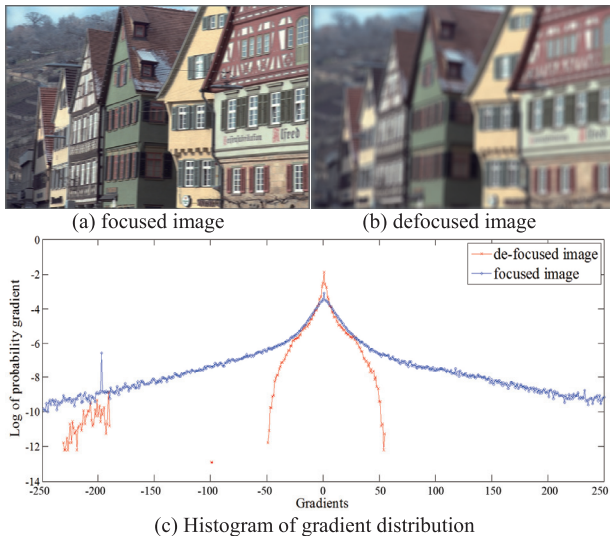 (a) focused image
(b) defocused image
de-focused image
focused image
Log of probability gradient
0
-2
-4
-6
-8
-10
-12
-14
-250
-200
-150
-100
-50
0
50
100
150
200
250
Gradients
(c) Histogram of gradient distribution